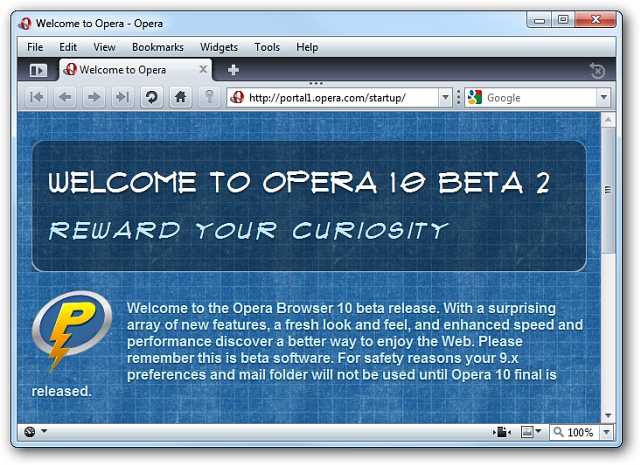 Welcome to Opera - Opera
File Edit View Bookmarks Widgets Tools Help
Welcome to Opera
http://portal1.opera.com/startup/ Google
WELCOME TO OPERA 10 BETA 2
REWARD YOUR CURIOSITY
Welcome to the Opera Browser 10 beta release. With a surprising
array of new features, a fresh look and feel, and enhanced speed and
performance discover a better way to enjoy the Web. Please
remember this is beta software. For safety reasons your 9.x
preferences and mail folder will not be used until Opera 10 final is
released.
100%